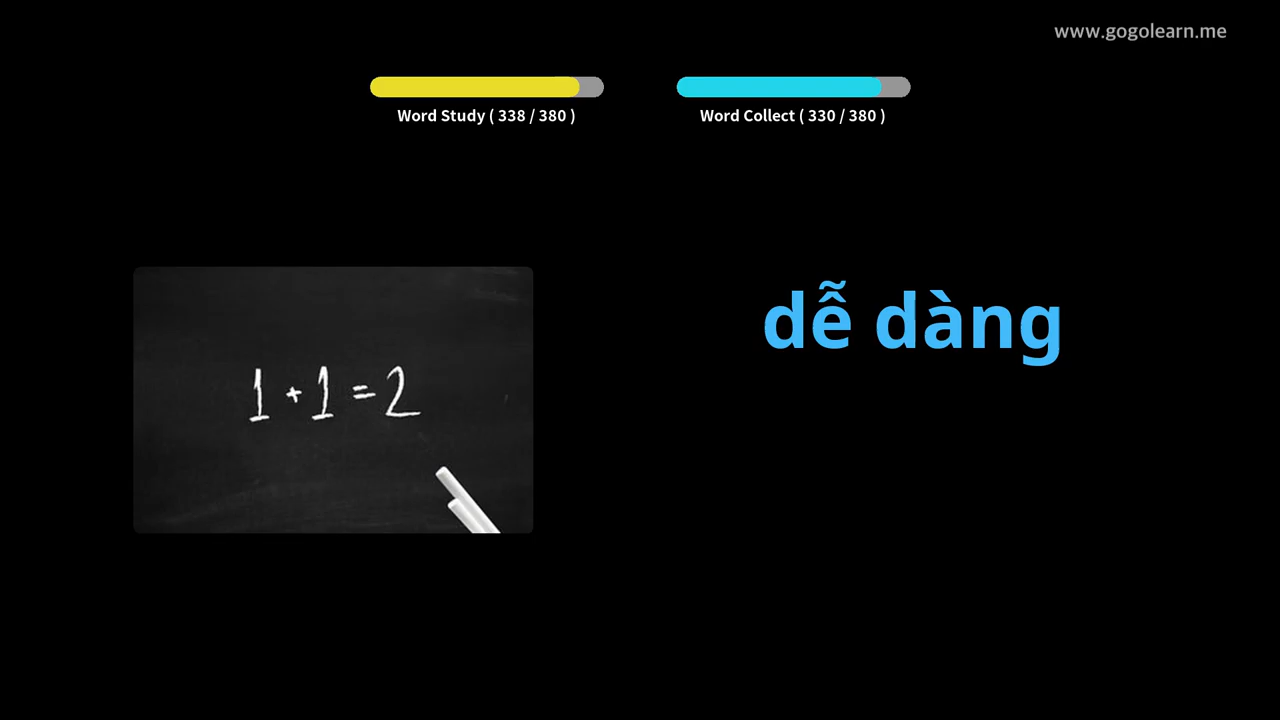 www.gogolearn.me
Word Study ( 338 / 380 )
Word Collect ( 330 / 380 )
dễ dàng
1 + 1 = 2